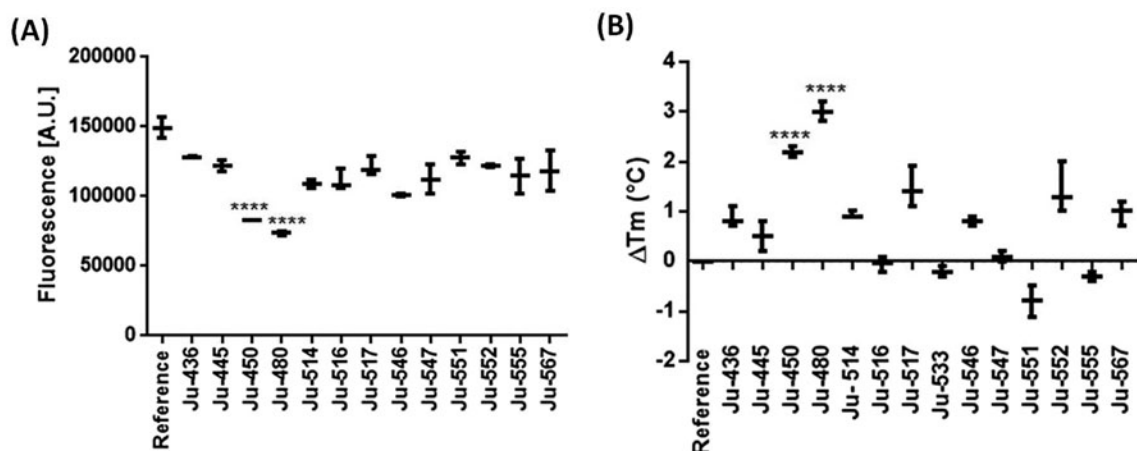 (A)
Fluorescence [A.U.]
200000
150000
100000
50000
0
****
****
Reference
Ju-436
Ju-445
Ju-450
Ju-480
Ju-514
Ju-516
Ju-517
Ju-546
Ju-547
Ju-551
Ju-552
Ju-555
Ju-567
(B)
ΔTm (°C)
4
3
2
1
0
-1
-2
****
****
Reference
Ju-436
Ju-445
Ju-450
Ju-480
Ju- 514
Ju-516
Ju-517
Ju-533
Ju-546
Ju-547
Ju-551
Ju-552
Ju-555
Ju-567